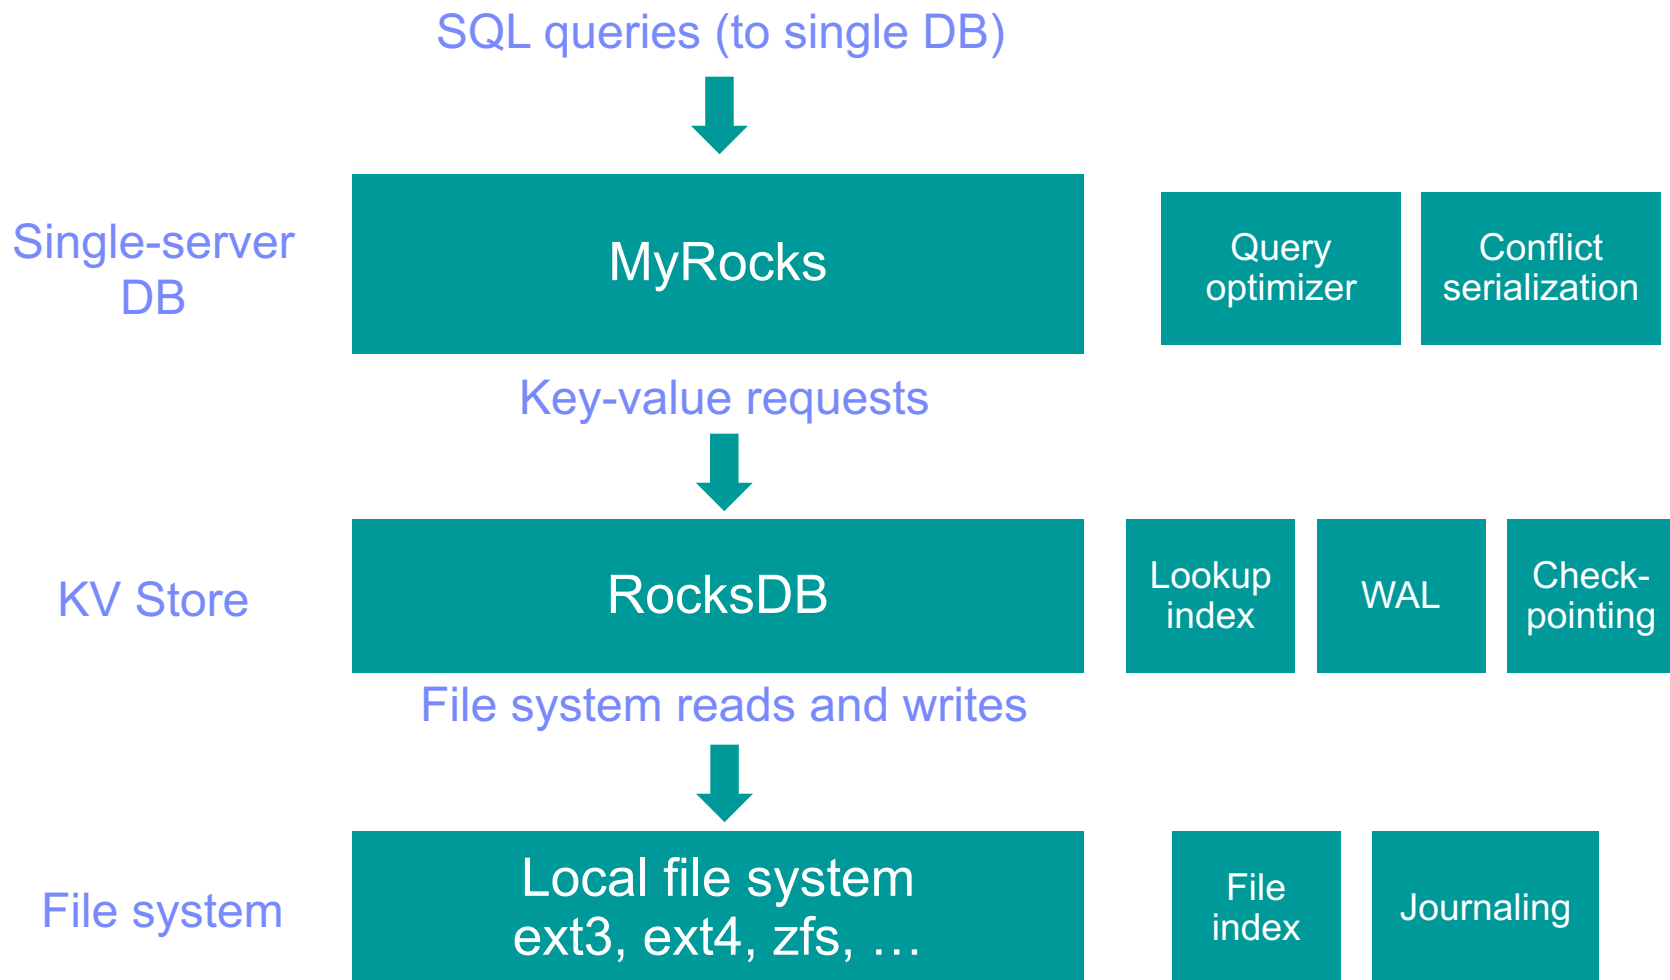 SQL queries (to single DB)
Single-server
DB
MyRocks
Query
optimizer
Conflict
serialization
Key-value requests
KV Store
RocksDB
Lookup
index
WAL
Check-
pointing
File system reads and writes
File system
Local file system
ext3, ext4, zfs, …
File
index
Journaling